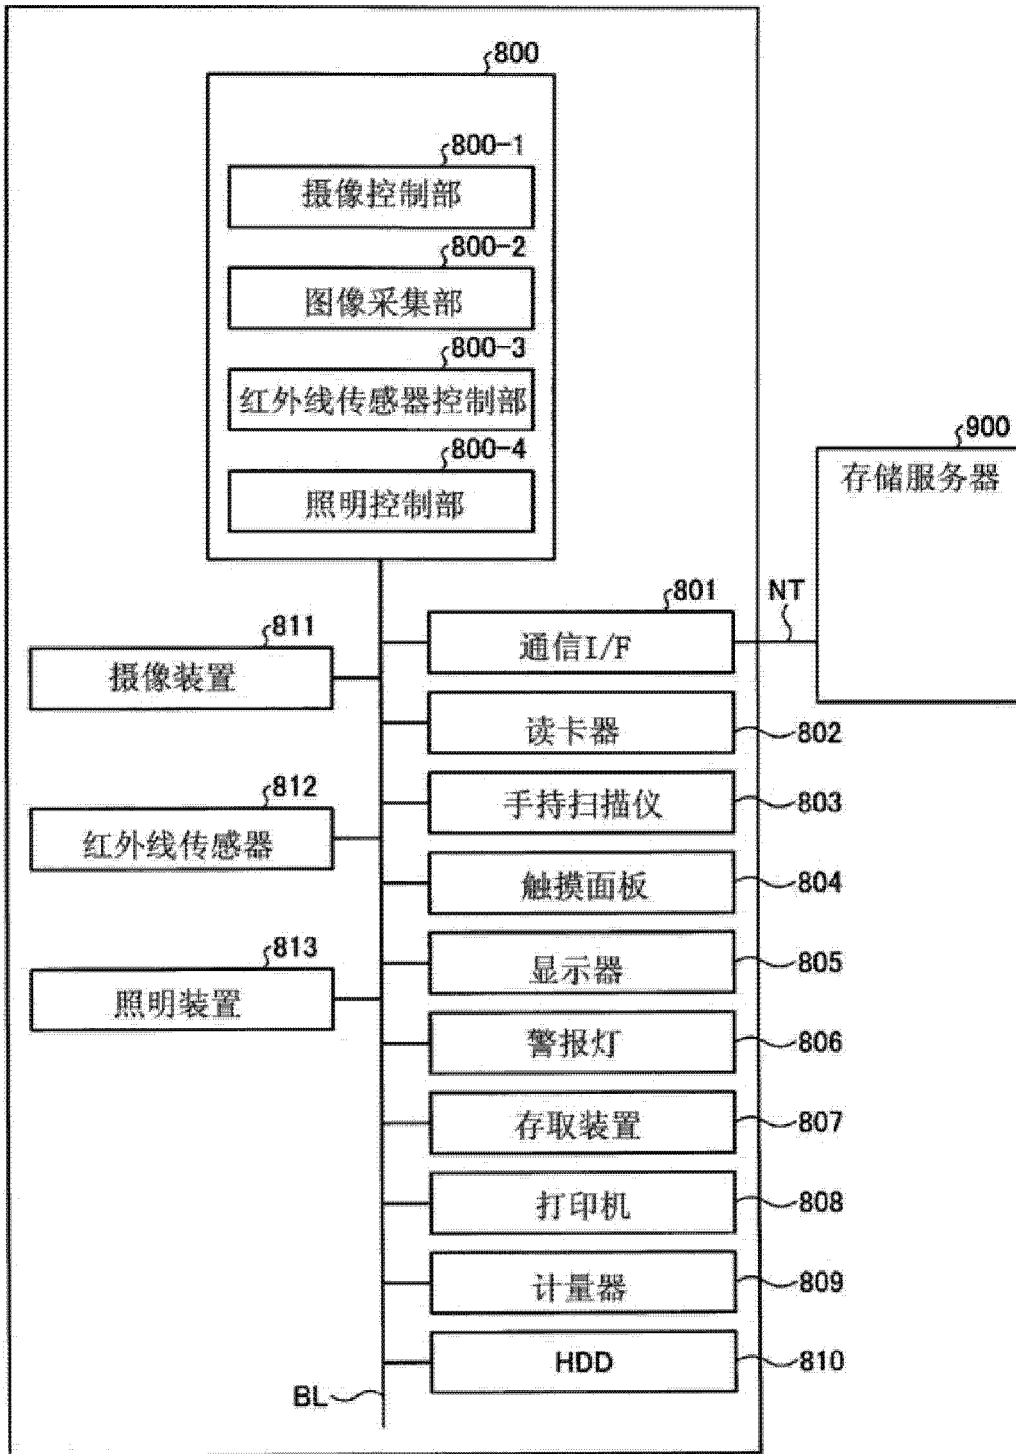 800
800-1
摄像控制部
800-2
图像采集部
800-3
红外线传感器控制部
800-4
照明控制部
900
存储服务器
NT
801
通信I/F
811
摄像装置
读卡器
802
812
红外线传感器
手持扫描仪
803
触摸面板
804
813
照明装置
显示器
805
警报灯
806
存取装置
807
打印机
808
计量器
809
HDD
810
BL